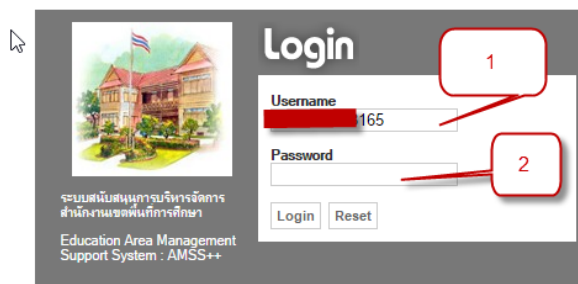 Login
1
Username
165
Password
2
Login Reset
ระบบสนับสนุนการบริหารจัดการ
สำนักงานเขตพื้นที่การศึกษา
Education Area Management
Support System : AMSS++